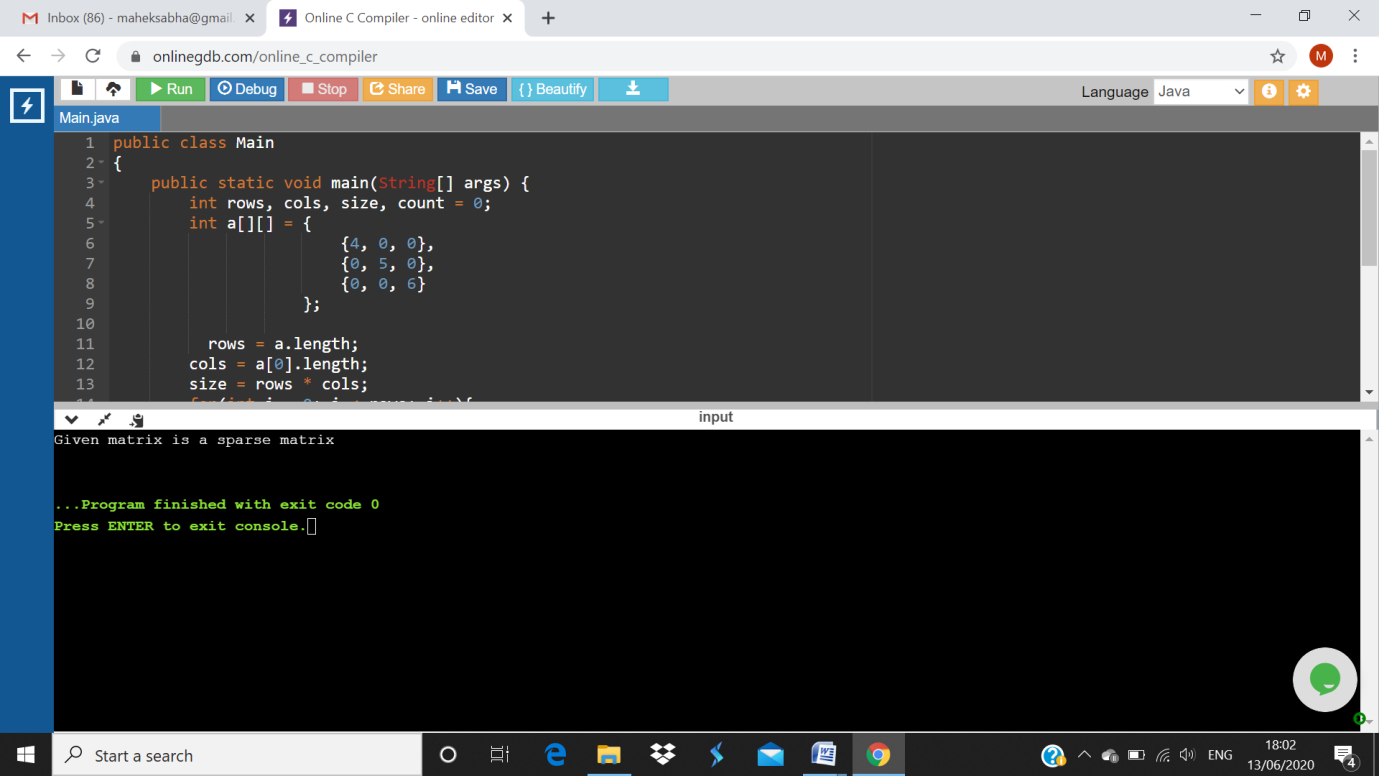 Inbox (86) - maheksabha@gmail
Online C Compiler - online editor
onlinegdb.com/online_c_compiler
M
Run
Debug
Stop
Share
Save
{ } Beautify
Language
Java
Main.java
1 public class Main
2 {
3 public static void main(String[] args) {
4 int rows, cols, size, count = 0;
5 int a[][] = {
6 {4, 0, 0},
7 {0, 5, 0},
8 {0, 0, 6}
9 };
10
11 rows = a.length;
12 cols = a[0].length;
13 size = rows * cols;
input
Given matrix is a sparse matrix
...Program finished with exit code 0
Press ENTER to exit console.
Start a search
ENG
18:02
13/06/2020
4